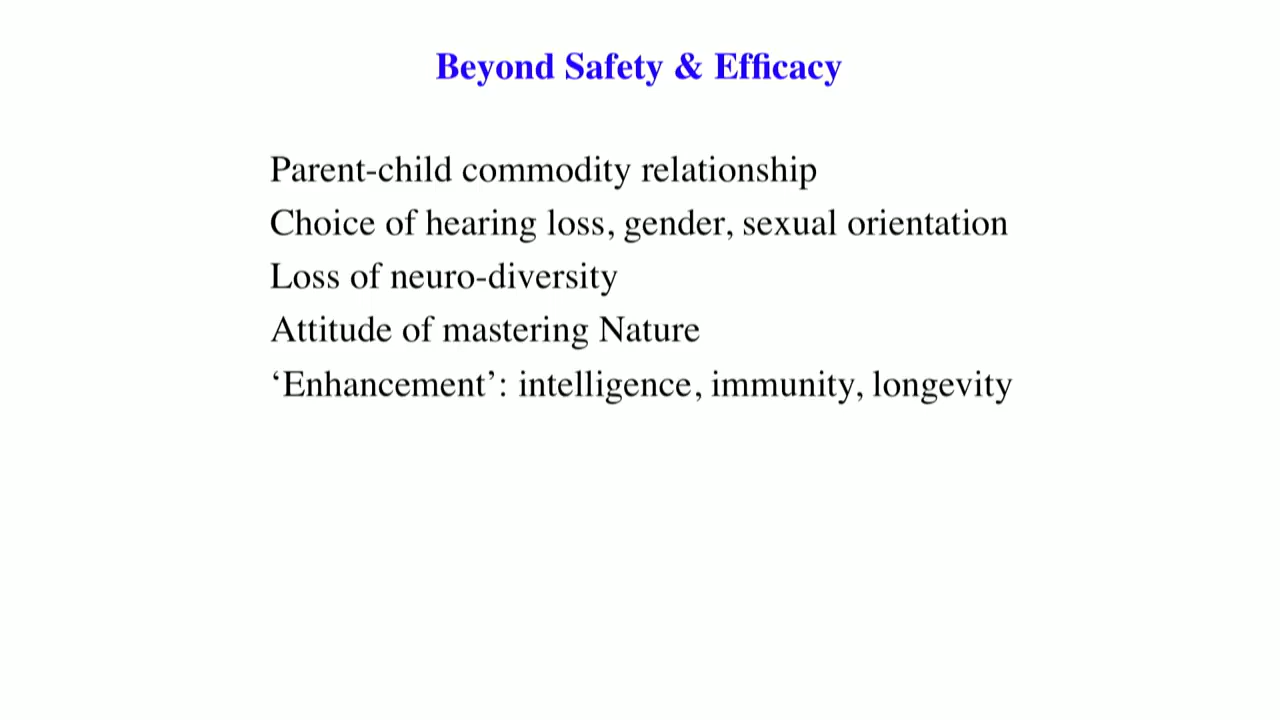 Beyond Safety & Efficacy
Parent-child commodity relationship
Choice of hearing loss, gender, sexual orientation
Loss of neuro-diversity
Attitude of mastering Nature
‘Enhancement’: intelligence, immunity, longevity